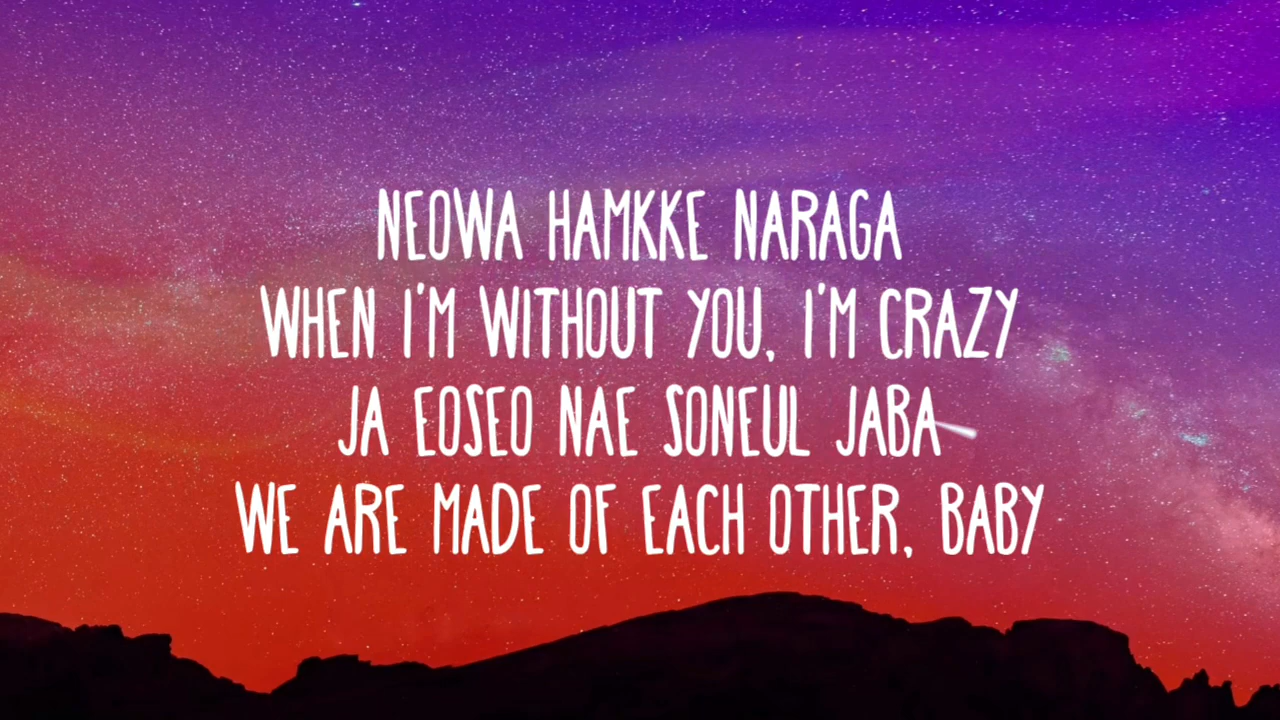 NEOWA HAMKKE NARAGA
WHEN I'M WITHOUT YOU, I'M CRAZY
JA EOSEO NAE SONEUL JABA
WE ARE MADE OF EACH OTHER, BABY